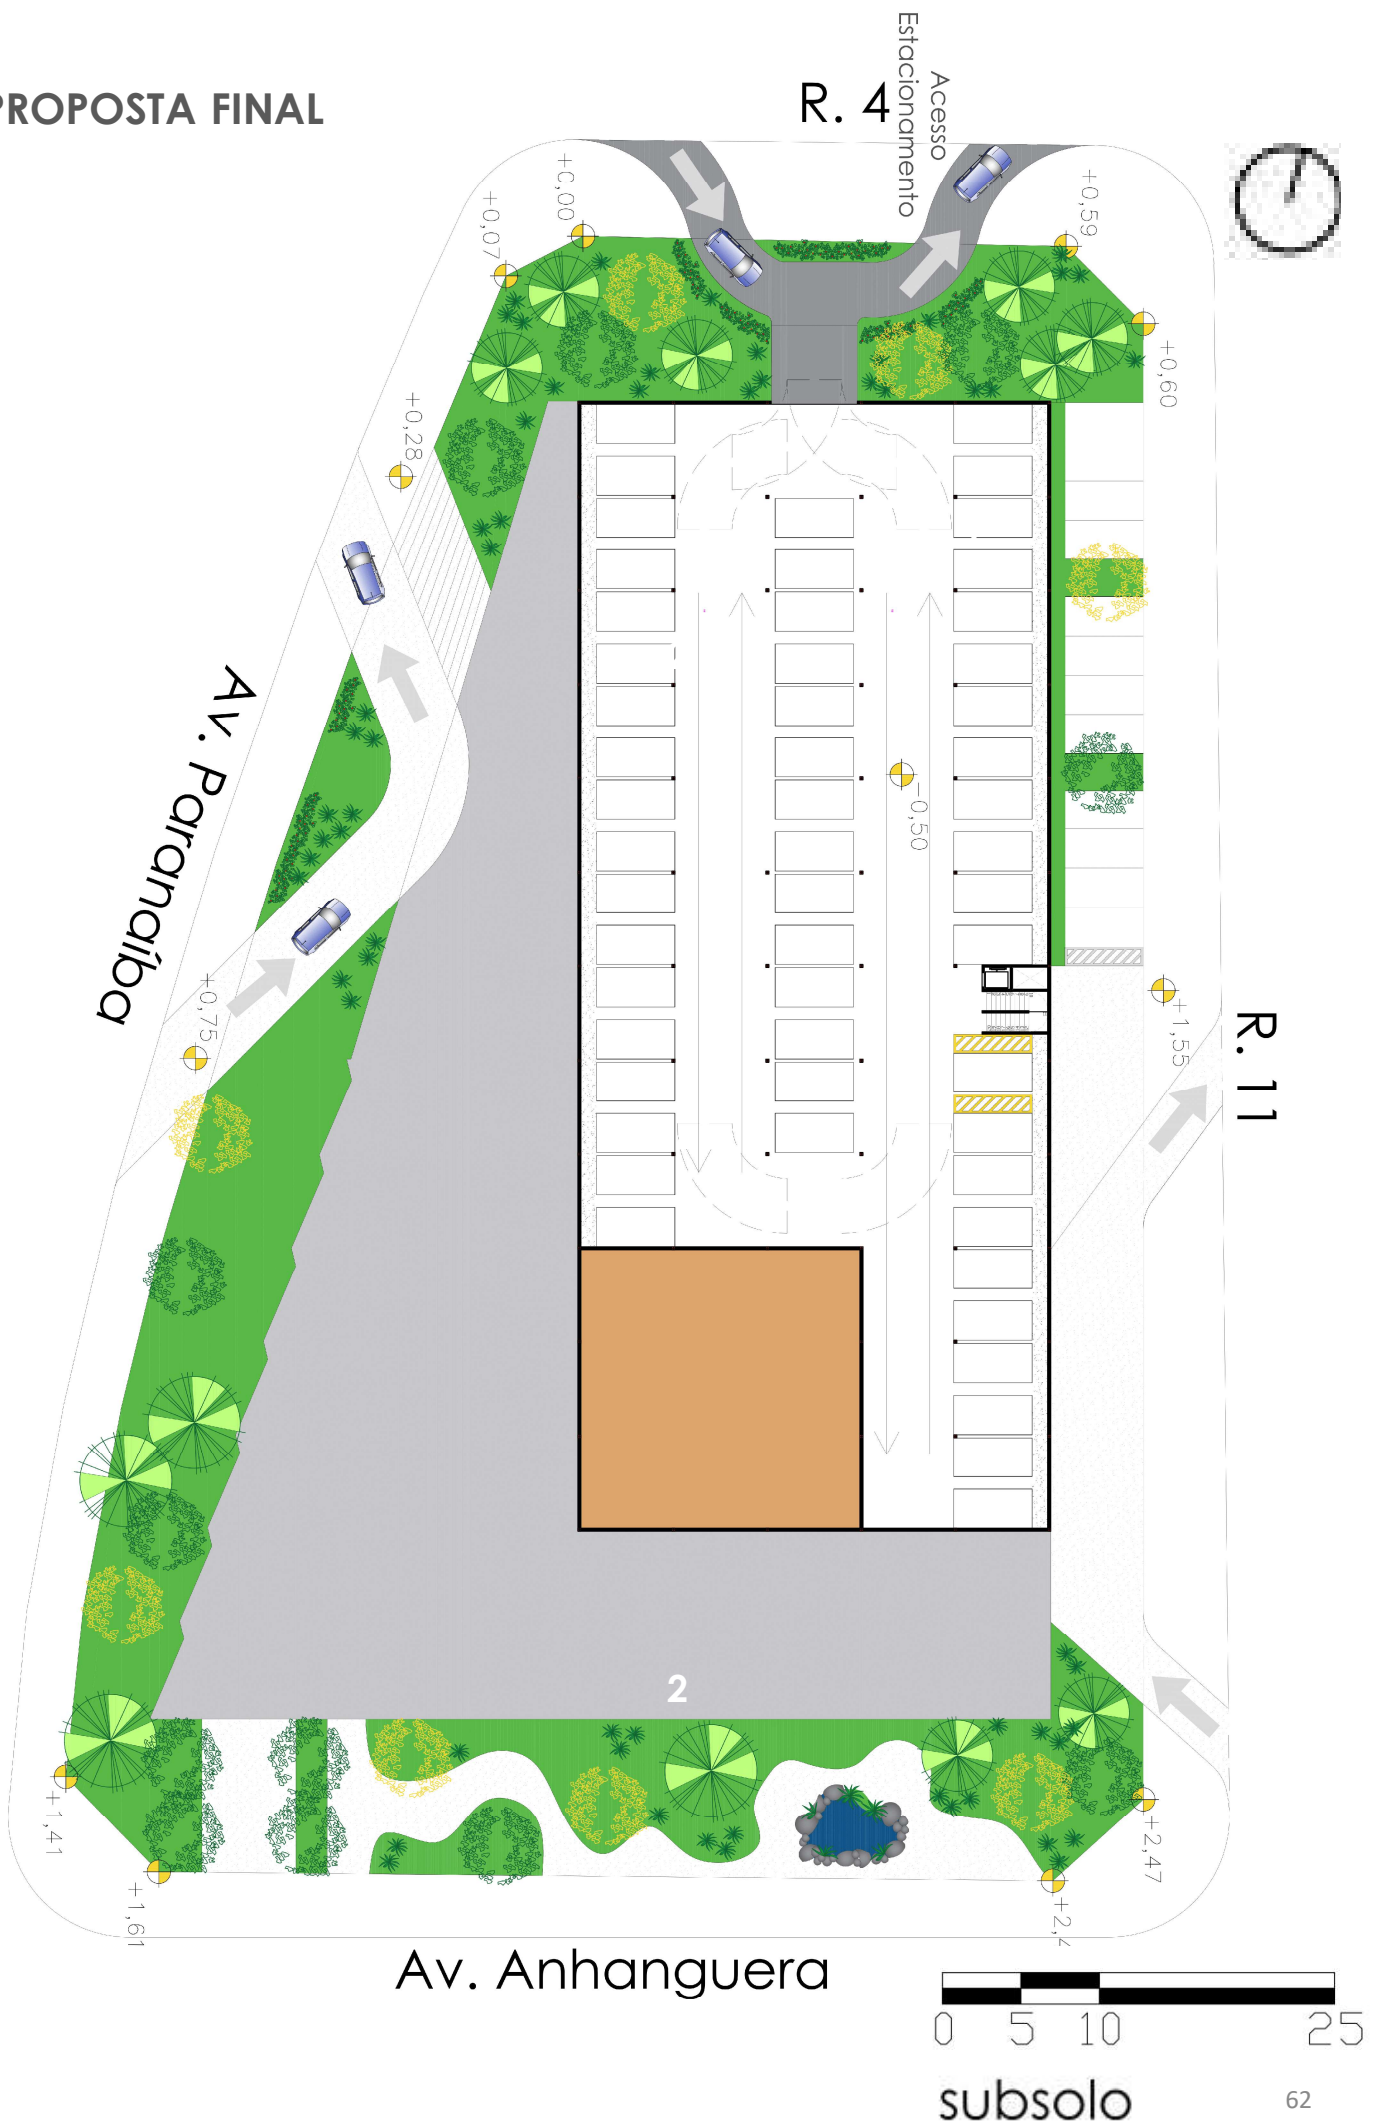 PROPOSTA FINAL
R. 4
Acesso
Estacionamento
+0,00
+0,07
+0,59
+0,60
+0,28
Av. Paranaíba
-0,50
+0,75
+1,55
R. 11
2
+1,41
+1,61
+2,47
Av. Anhanguera
0 5 10 25
subsolo
62